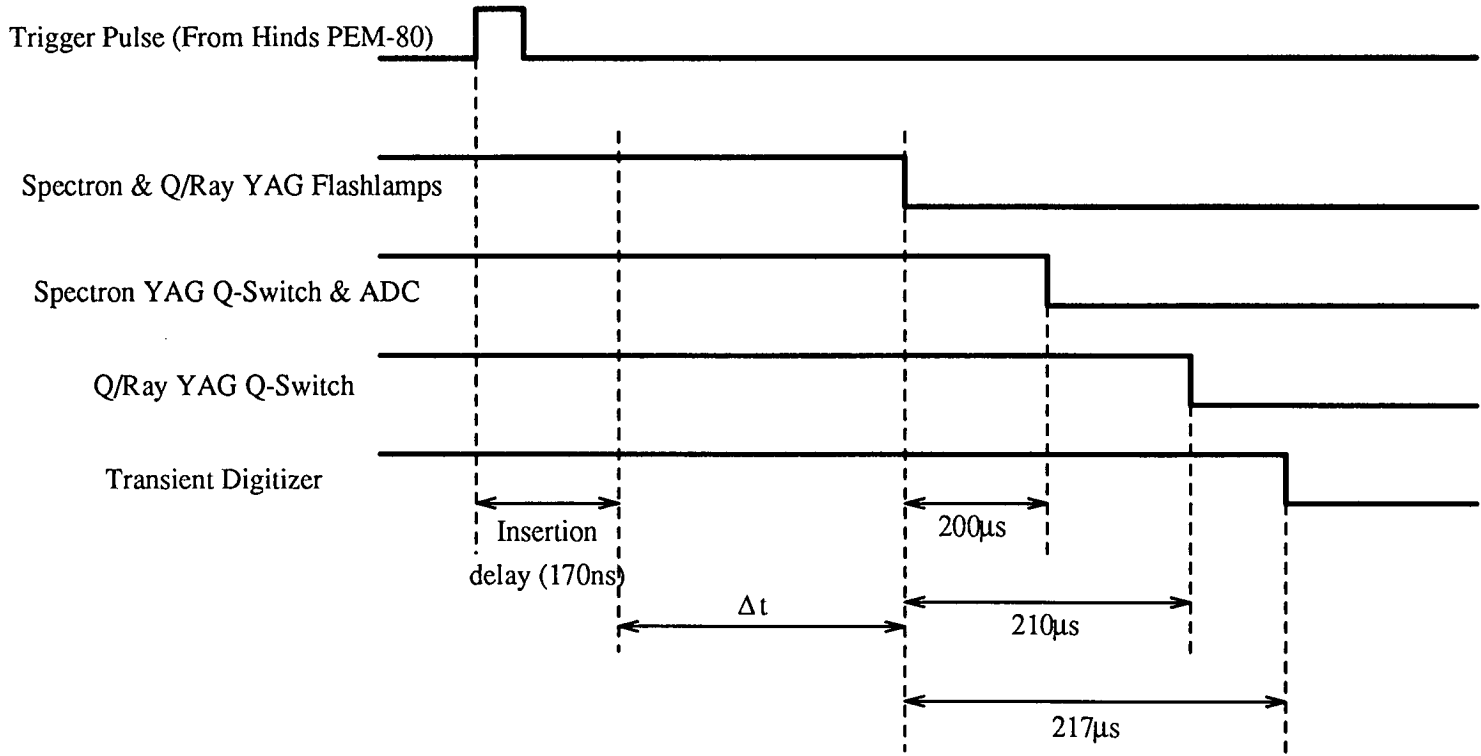 Trigger Pulse (From Hinds PEM-80)
Spectron & Q/Ray YAG Flashlamps
Spectron YAG Q-Switch & ADC
Q/Ray YAG Q-Switch
Transient Digitizer
Insertion
delay (170ns)
200μs
Δt
210μs
217μs